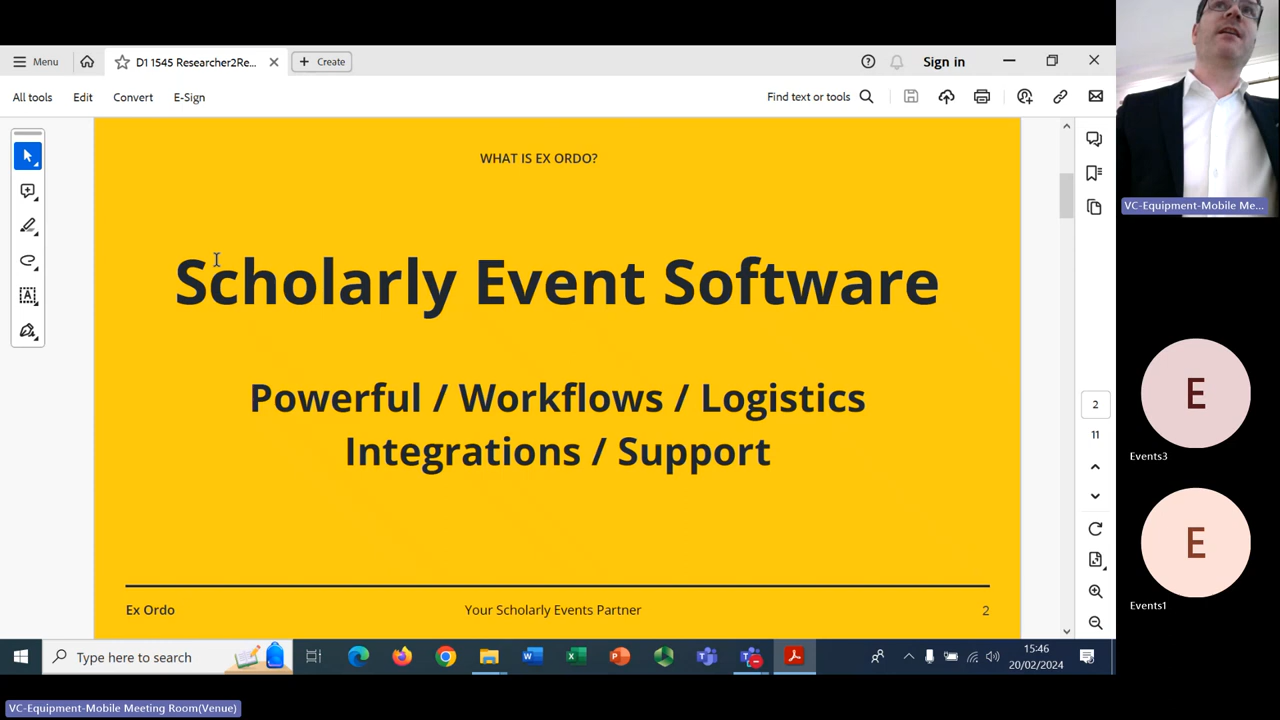 Menu
D1 1545 Researcher2Re...
Create
Sign in
All tools
Edit
Convert
E-Sign
Find text or tools
WHAT IS EX ORDO?
Scholarly Event Software
Powerful / Workflows / Logistics
Integrations / Support
Ex Ordo
Your Scholarly Events Partner
2
2
11
VC-Equipment-Mobile Me...
E
Events3
E
Events1
Type here to search
15:46
20/02/2024
VC-Equipment-Mobile Meeting Room(Venue)